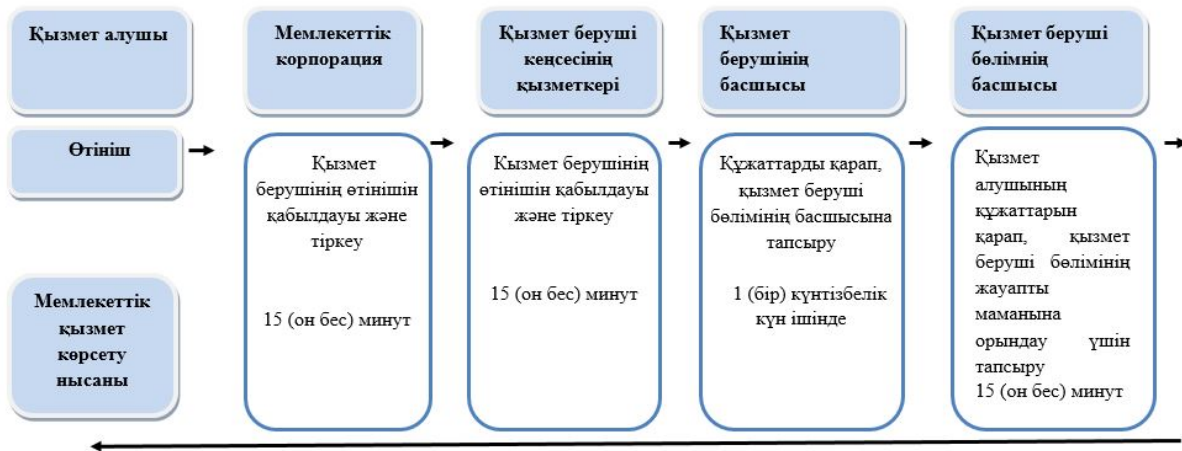 Қызмет алушы
Мемлекеттік
корпорация
Қызмет беруші
кеңсесінің
қызметкері
Қызмет
берушінің
басшысы
Қызмет беруші
бөлімнің
басшысы
Өтініш
Қызмет
берушінің өтінішін
қабылдауы және
тіркеу
15 (он бес) минут
Кызмет берушінің
өтінішін қабылдауы
және тіркеу
15 (он бес) минут
Құжаттарды қарап,
қызмет беруші
бөлімінің басшысына
тапсыру
1 (бір) күнтізбелік
күн ішінде
Қызмет
алушының
құжаттарын
қарап, қызмет
беруші бөлімінің
жауапты
маманына
орындау үшін
тапсыру
15 (он бес) минут
Мемлекеттік
қызмет
көрсету
нысаны